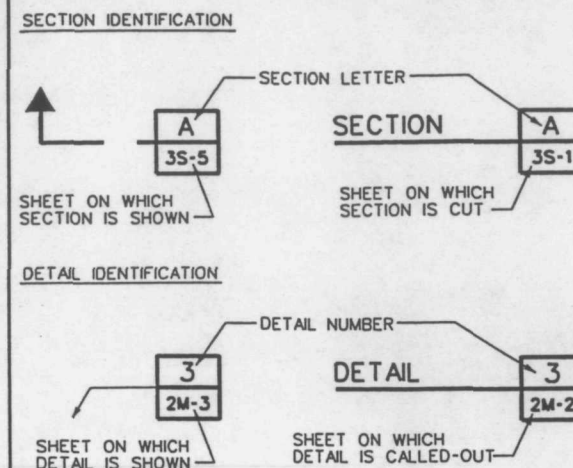 SECTION IDENTIFICATION
SECTION LETTER
A
SECTION
A
3S-5
3S-1
SHEET ON WHICH
SECTION IS SHOWN
SHEET ON WHICH
SECTION IS CUT
DETAIL IDENTIFICATION
DETAIL NUMBER
3
DETAIL
3
2M-3
2M-2
SHEET ON WHICH
DETAIL IS SHOWN
SHEET ON WHICH
DETAIL IS CALLED-OUT